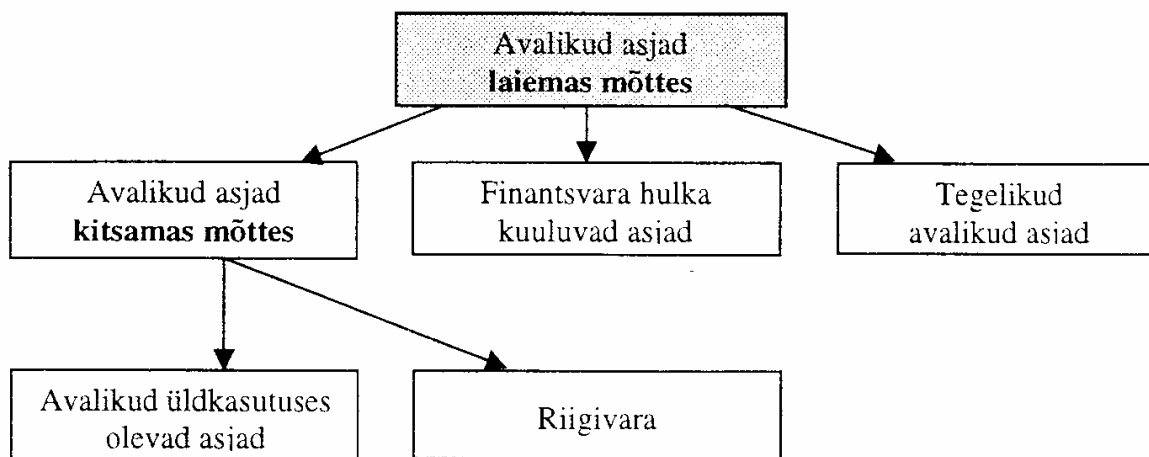 Avalikud asjad
laiemas mõttes
Avalikud asjad
kitsamas mõttes
Finantsvara hulka
kuuluvad asjad
Tegelikud
avalikud asjad
Avalikud üldkasutuses
olevad asjad
Riigivara